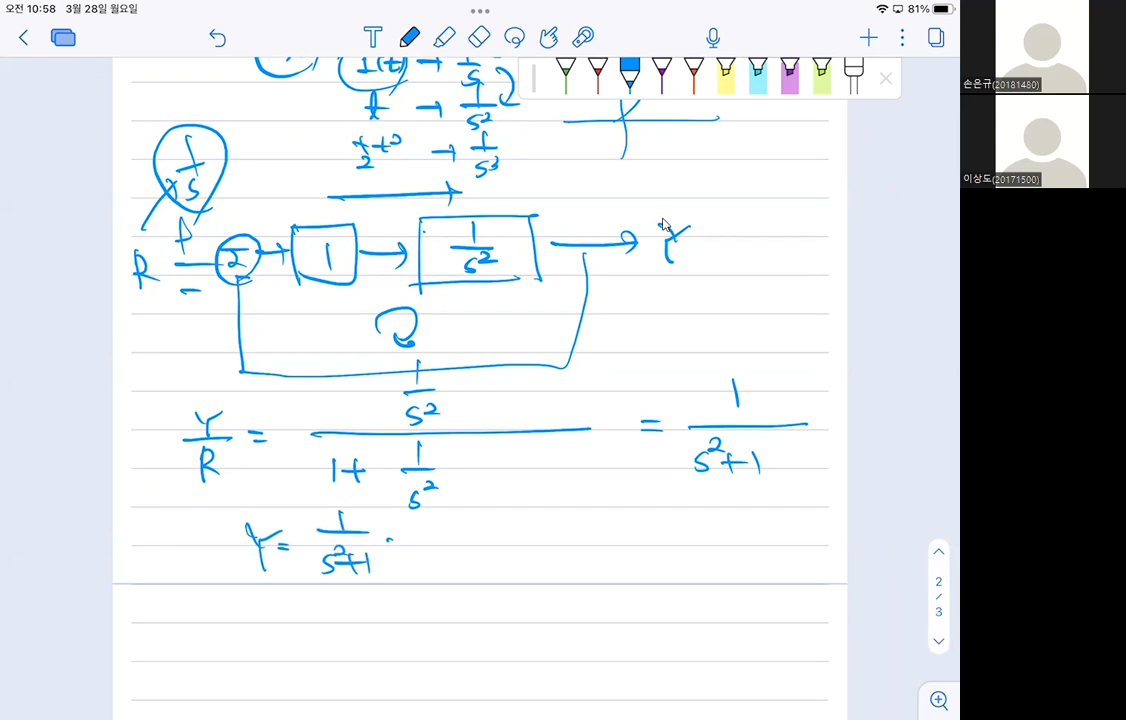 오전 10:58 3월 28일 월요일
81%
1(t) → 1/s
t → 1/s²
1/2 t² → 1/s³
1/s
R 1 1/s² → Y
Y/R = (1/s²)/(1+ 1/s²) = 1/(s²+1)
Y = 1/(s²+1) ·
2
/
3
손은규(20181480)
이상도(20171500)